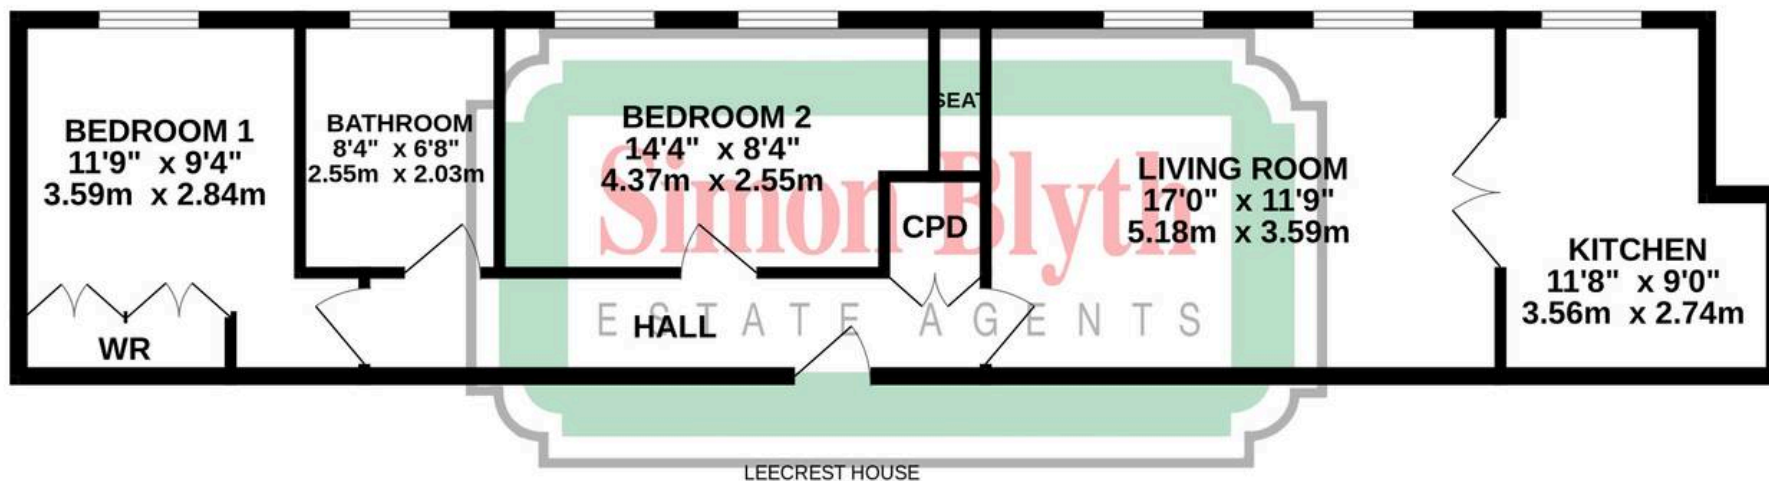 BEDROOM 1
11'9" x 9'4"
3.59m x 2.84m
WR
BATHROOM
8'4" x 6'8"
2.55m x 2.03m
BEDROOM 2
14'4" x 8'4"
4.37m x 2.55m
SEAT
CPD
HALL
LIVING ROOM
17'0" x 11'9"
5.18m x 3.59m
KITCHEN
11'8" x 9'0"
3.56m x 2.74m
Simon Blyth
ESTATE AGENTS
LEECREST HOUSE